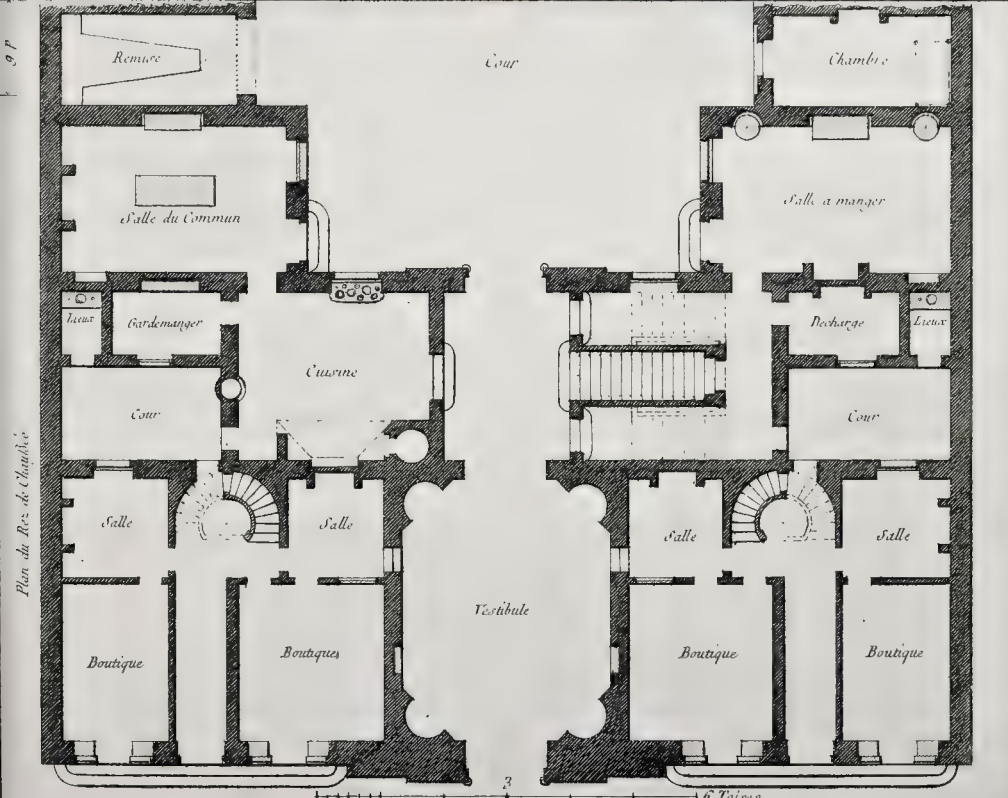 Remise
Cour
Chambre
Salle du Commun
Salle a manger
Lieux
Gardemanger
Cuisine
Decharge
Lieux
Cour
Cour
Salle
Salle
Salle
Salle
Vestibule
Boutique
Boutiques
Boutique
Boutique
Plan du Rez de Chaussée
3
6 Toises